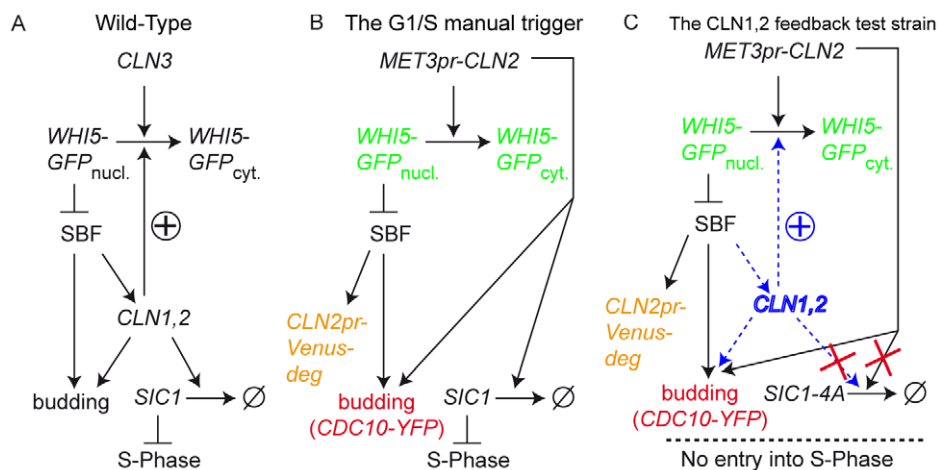 A
Wild-Type
CLN3
WHI5-
GFPnucl.
WHI5-
GFPcyt.
SBF
+
CLN1,2
budding
SIC1
∅
S-Phase
B
The G1/S manual trigger
MET3pr-CLN2
WHI5-
GFPnucl.
WHI5-
GFPcyt.
SBF
CLN2pr-
Venus-
deg
budding
(CDC10-YFP)
SIC1
∅
S-Phase
C
The CLN1,2 feedback test strain
MET3pr-CLN2
WHI5-
GFPnucl.
WHI5-
GFPcyt.
SBF
+
CLN1,2
CLN2pr-
Venus-
deg
budding
(CDC10-YFP)
SIC1-4A
∅
No entry into S-Phase